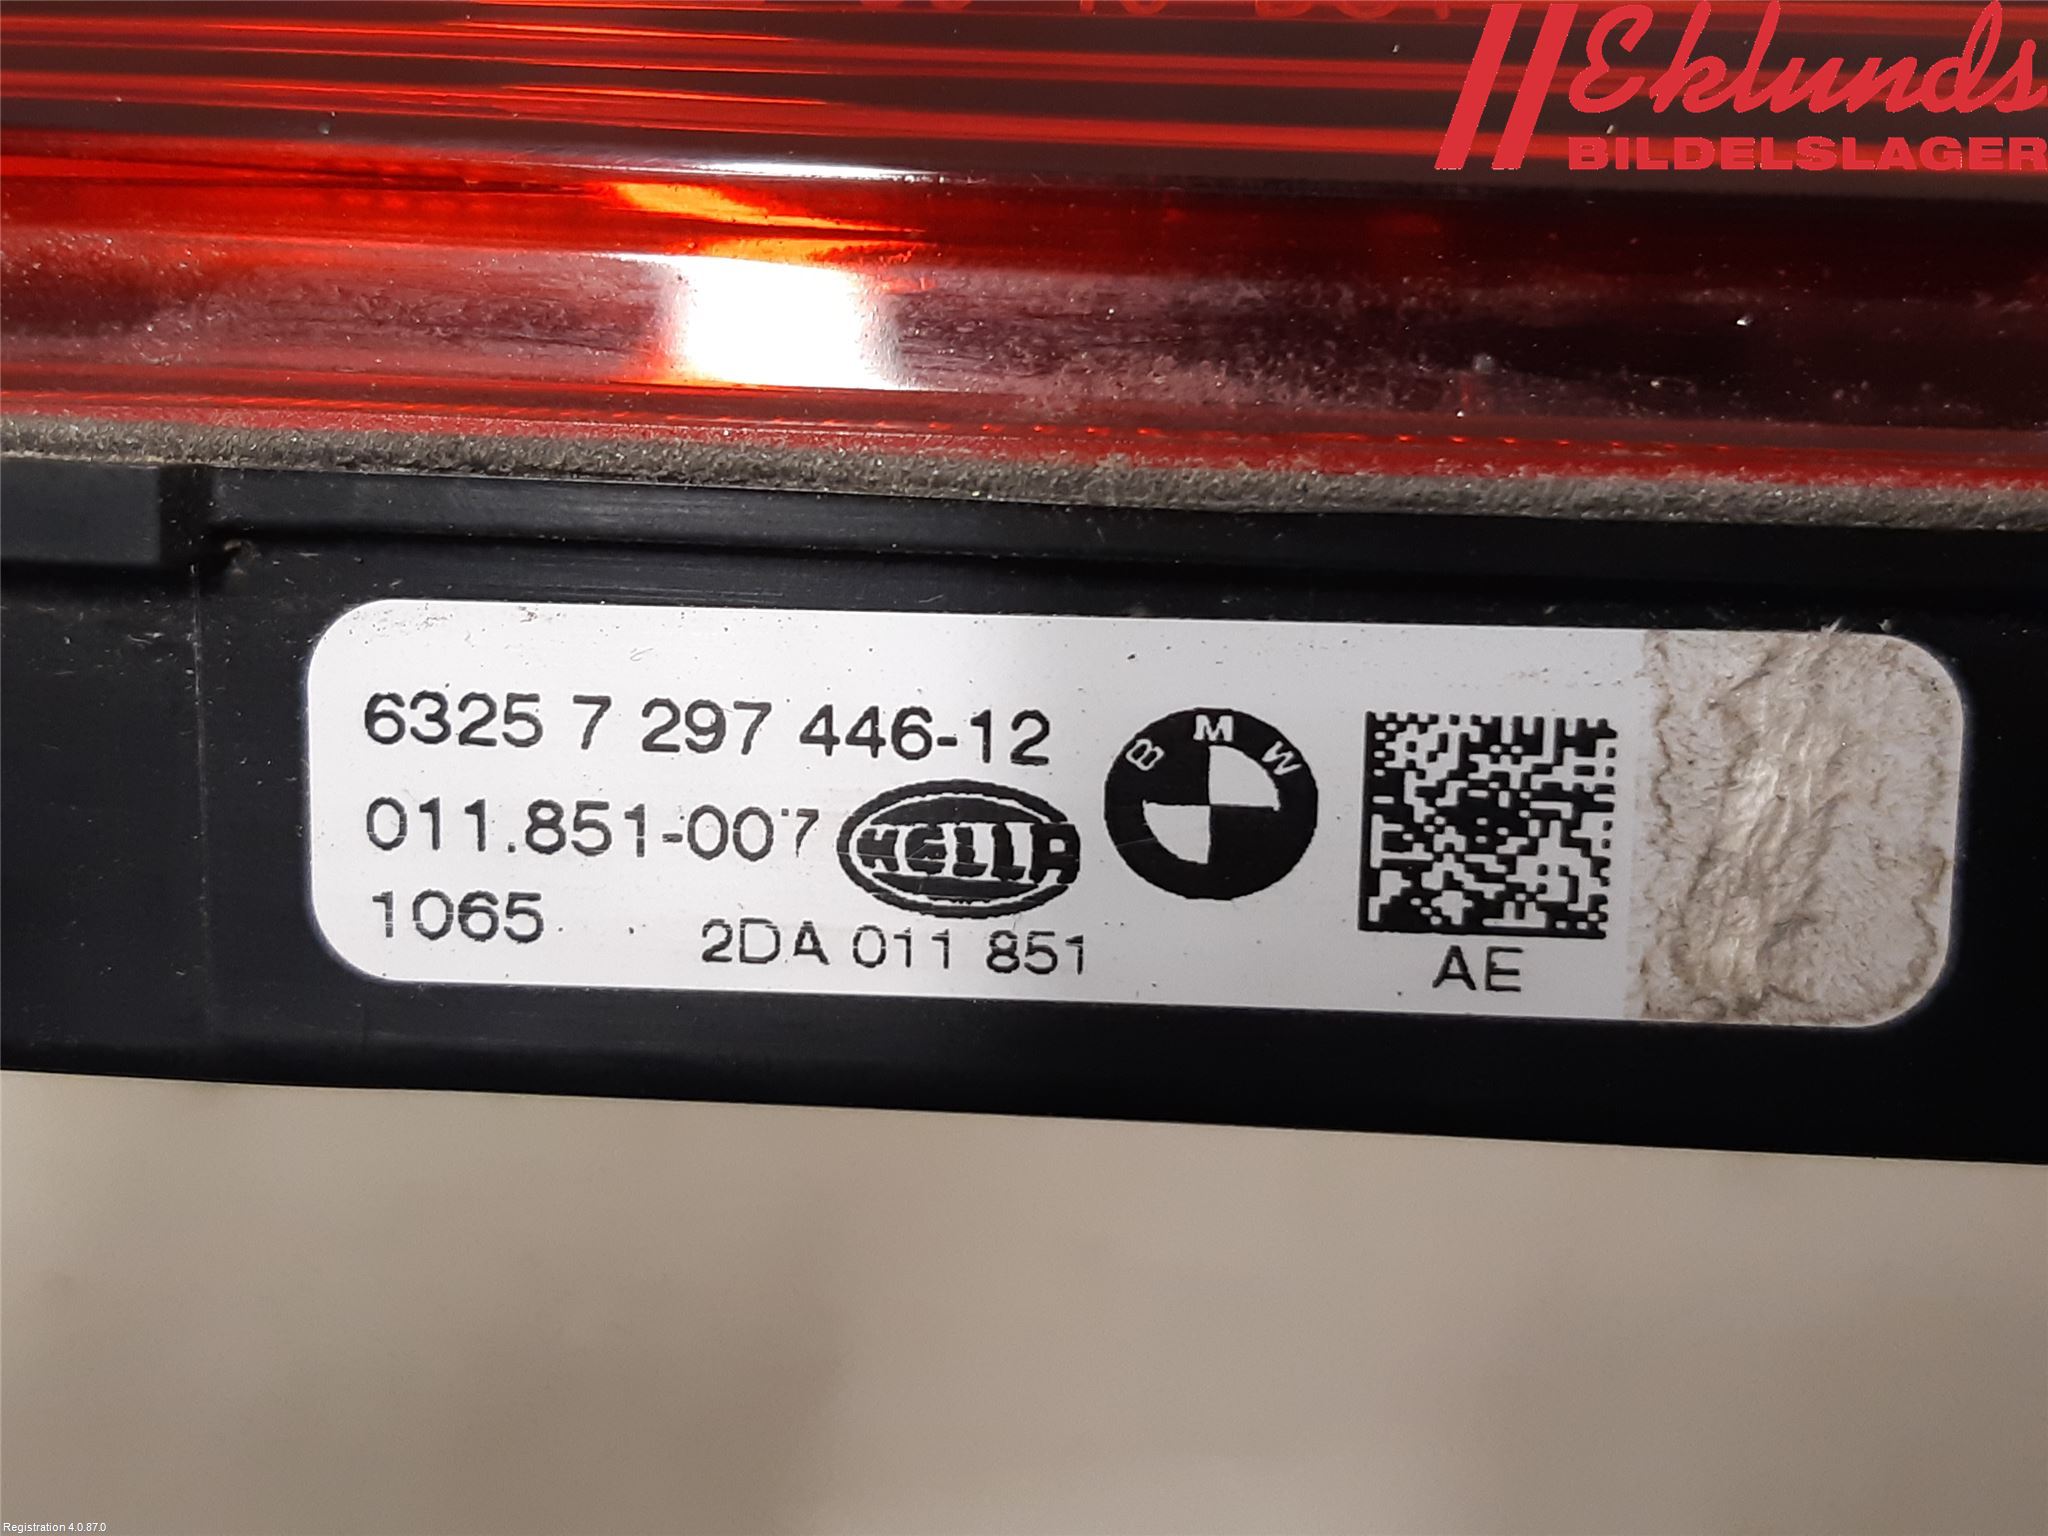 Eklunds
BILDELSLAGER
6325 7 297 446-12
011.851-007
HELLA
BMW
1065
2DA 011 851
AE
Registration 4.0.87.0